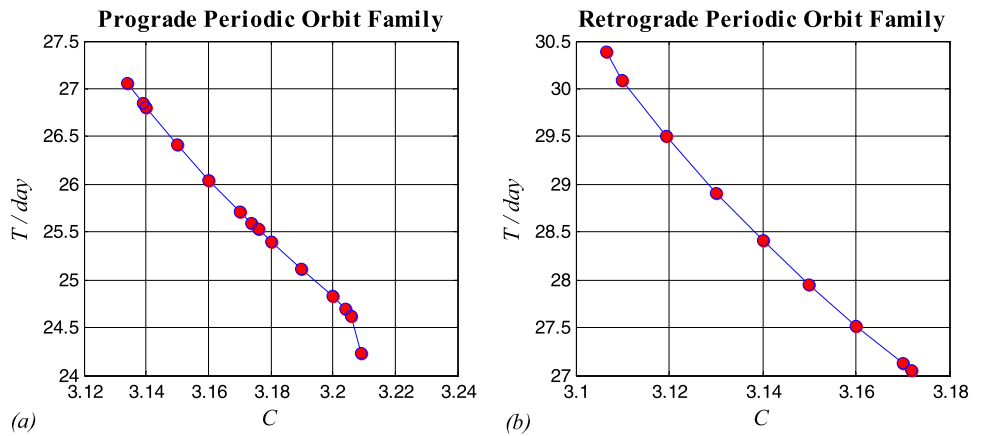 Prograde Periodic Orbit Family
27.5
27
26.5
26
25.5
25
24.5
24
T / day
3.12 3.14 3.16 3.18 3.2 3.22 3.24
C
(a)
Retrograde Periodic Orbit Family
30.5
30
29.5
29
28.5
28
27.5
27
T / day
3.1 3.12 3.14 3.16 3.18
C
(b)